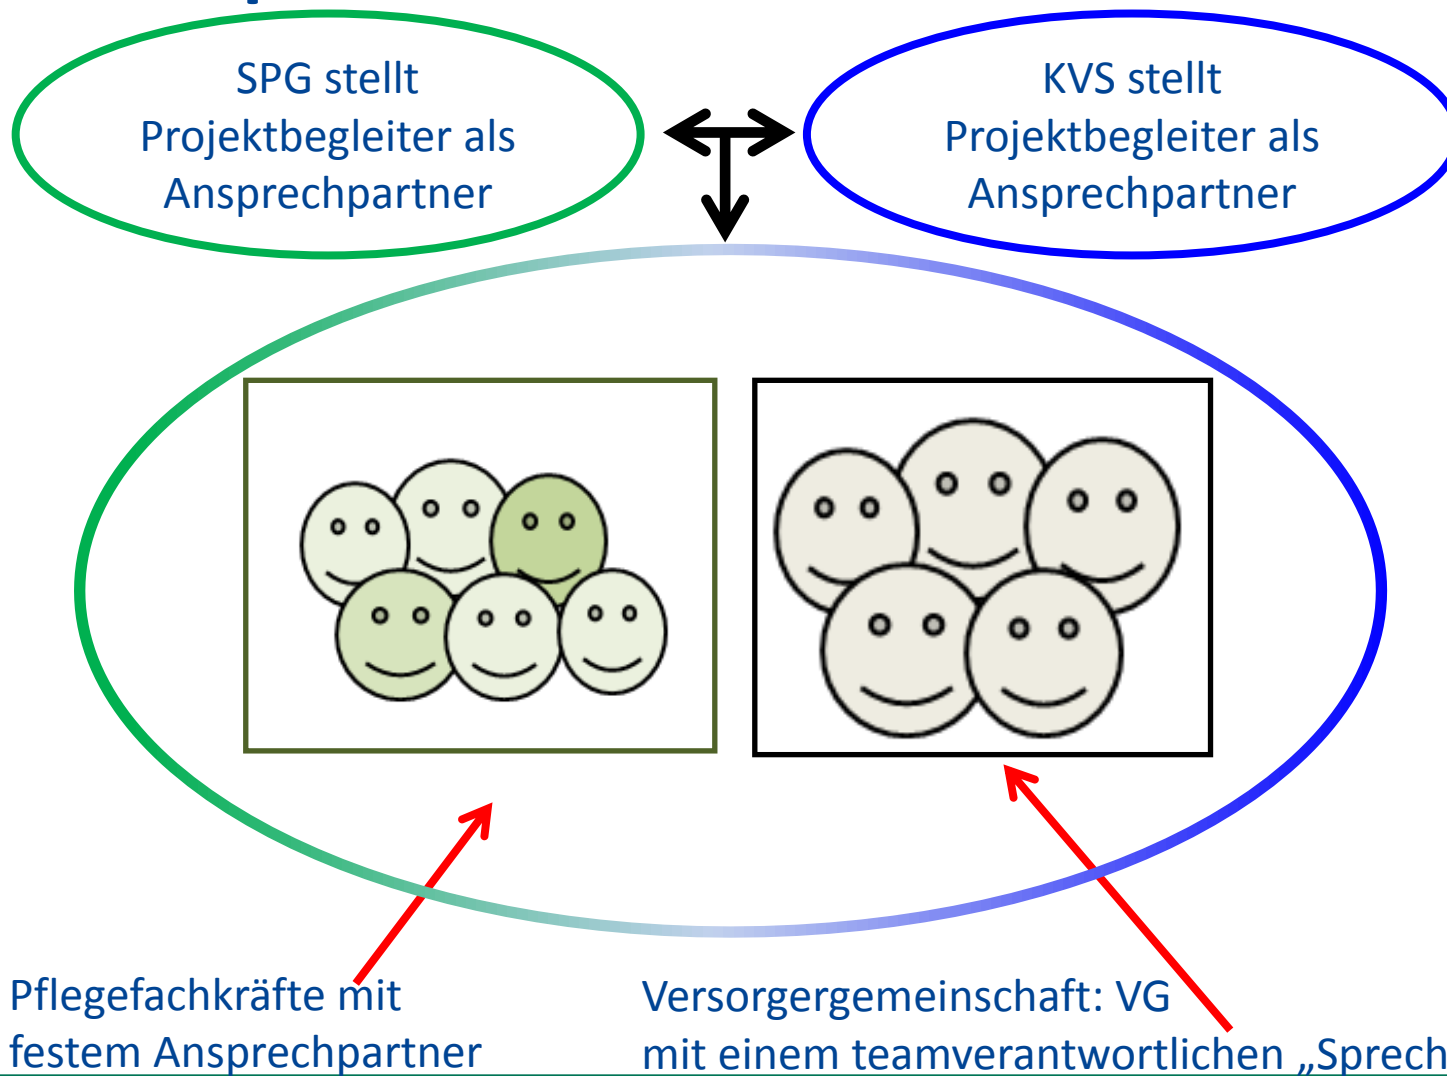 SPG stellt
Projektbegleiter als
Ansprechpartner
KVS stellt
Projektbegleiter als
Ansprechpartner
Pflegefachkräfte mit
festem Ansprechpartner
Versorgergemeinschaft: VG
mit einem teamverantwortlichen „Sprech